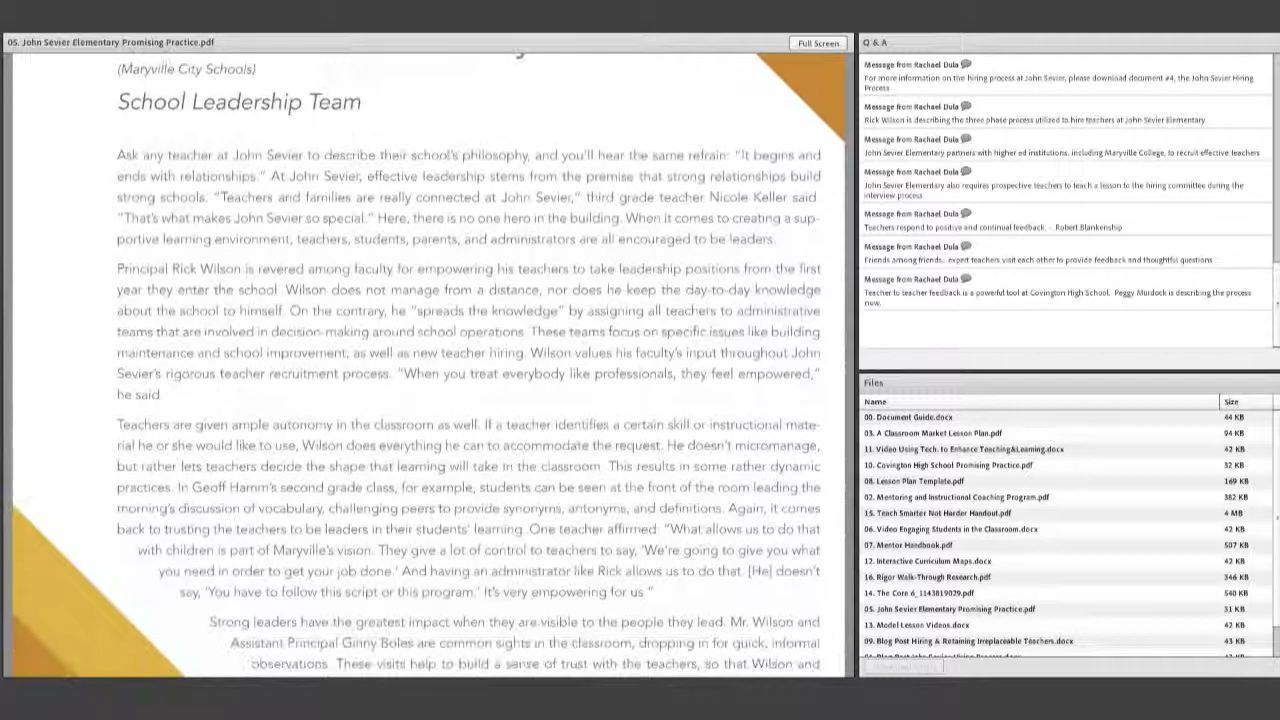 05. John Sevier Elementary Promising Practice.pdf
Full Screen
(Maryville City Schools)
School Leadership Team
Ask any teacher at John Sevier to describe their school's philosophy, and you'll hear the same refrain: "It begins and
ends with relationships." At John Sevier, effective leadership stems from the premise that strong relationships build
strong schools. "Teachers and families are really connected at John Sevier," third grade teacher Nicole Keller said.
"That's what makes John Sevier so special." Here, there is no one hero in the building. When it comes to creating a sup-
portive learning environment, teachers, students, parents, and administrators are all encouraged to be leaders.
Principal Rick Wilson is revered among faculty for empowering his teachers to take leadership positions from the first
year they enter the school. Wilson does not manage from a distance, nor does he keep the day-to-day knowledge
about the school to himself. On the contrary, he "spreads the knowledge" by assigning all teachers to administrative
teams that are involved in decision-making around school operations. These teams focus on specific issues like building
maintenance and school improvement, as well as new teacher hiring. Wilson values his faculty's input throughout John
Sevier's rigorous teacher recruitment process. "When you treat everybody like professionals, they feel empowered,"
he said.
Teachers are given ample autonomy in the classroom as well. If a teacher identifies a certain skill or instructional mate-
rial he or she would like to use, Wilson does everything he can to accommodate the request. He doesn't micromanage,
but rather lets teachers decide the shape that learning will take in the classroom. This results in some rather dynamic
practices. In Geoff Hamm's second grade class, for example, students can be seen at the front of the room leading the
morning's discussion of vocabulary, challenging peers to provide synonyms, antonyms, and definitions. Again, it comes
back to trusting the teachers to be leaders in their students' learning. One teacher affirmed: "What allows us to do that
with children is part of Maryville's vision. They give a lot of control to teachers to say, 'We're going to give you what
you need in order to get your job done.' And having an administrator like Rick allows us to do that. [He] doesn't
say, 'You have to follow this script or this program.' It's very empowering for us."
Strong leaders have the greatest impact when they are visible to the people they lead. Mr. Wilson and
Assistant Principal Ginny Boles are common sights in the classroom, dropping in for quick, informal
observations. These visits help to build a sense of trust with the teachers, so that Wilson and
Q & A
Message from Rachael Dula
For more information on the hiring process at John Sevier, please download document #4, the John Sevier Hiring
Process
Message from Rachael Dula
Rick Wilson is describing the three phase process utilized to hire teachers at John Sevier Elementary
Message from Rachael Dula
John Sevier Elementary partners with higher ed institutions, including Maryville College, to recruit effective teachers
Message from Rachael Dula
John Sevier Elementary also requires prospective teachers to teach a lesson to the hiring committee during the
interview process
Message from Rachael Dula
Teachers respond to positive and continual feedback. - Robert Blankenship
Message from Rachael Dula
Friends among friends: expert teachers visit each other to provide feedback and thoughtful questions
Message from Rachael Dula
Teacher to teacher feedback is a powerful tool at Covington High School. Peggy Murdock is describing the process
now.
Files
Name Size
00. Document Guide.docx 44 KB
03. A Classroom Market Lesson Plan.pdf 94 KB
11. Video Using Tech. to Enhance Teaching&Learning.docx 42 KB
10. Covington High School Promising Practice.pdf 32 KB
08. Lesson Plan Template.pdf 169 KB
02. Mentoring and Instructional Coaching Program.pdf 382 KB
15. Teach Smarter Not Harder Handout.pdf 4 MB
06. Video Engaging Students in the Classroom.docx 42 KB
07. Mentor Handbook.pdf 507 KB
12. Interactive Curriculum Maps.docx 42 KB
16. Rigor Walk-Through Research.pdf 346 KB
14. The Core 6_1143819029.pdf 540 KB
05. John Sevier Elementary Promising Practice.pdf 31 KB
13. Model Lesson Videos.docx 42 KB
09. Blog Post Hiring & Retaining Irreplaceable Teachers.docx 43 KB